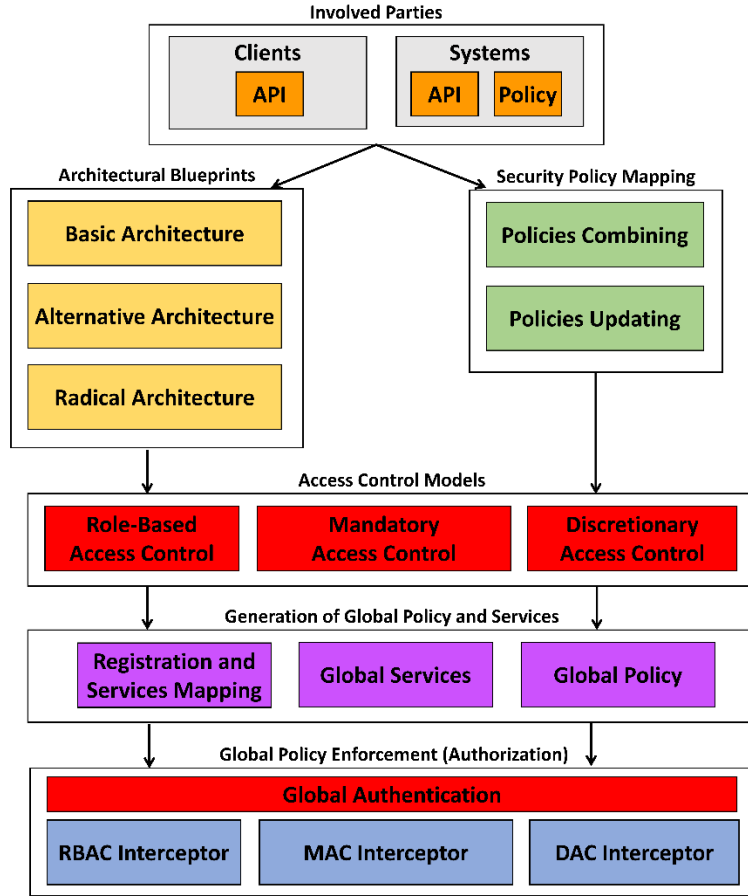 Involved Parties
Clients
Systems
API
API
Policy
Architectural Blueprints
Security Policy Mapping
Basic Architecture
Alternative Architecture
Radical Architecture
Policies Combining
Policies Updating
Access Control Models
Role-Based
Access Control
Mandatory
Access Control
Discretionary
Access Control
Generation of Global Policy and Services
Registration and
Services Mapping
Global Services
Global Policy
Global Policy Enforcement (Authorization)
Global Authentication
RBAC Interceptor
MAC Interceptor
DAC Interceptor